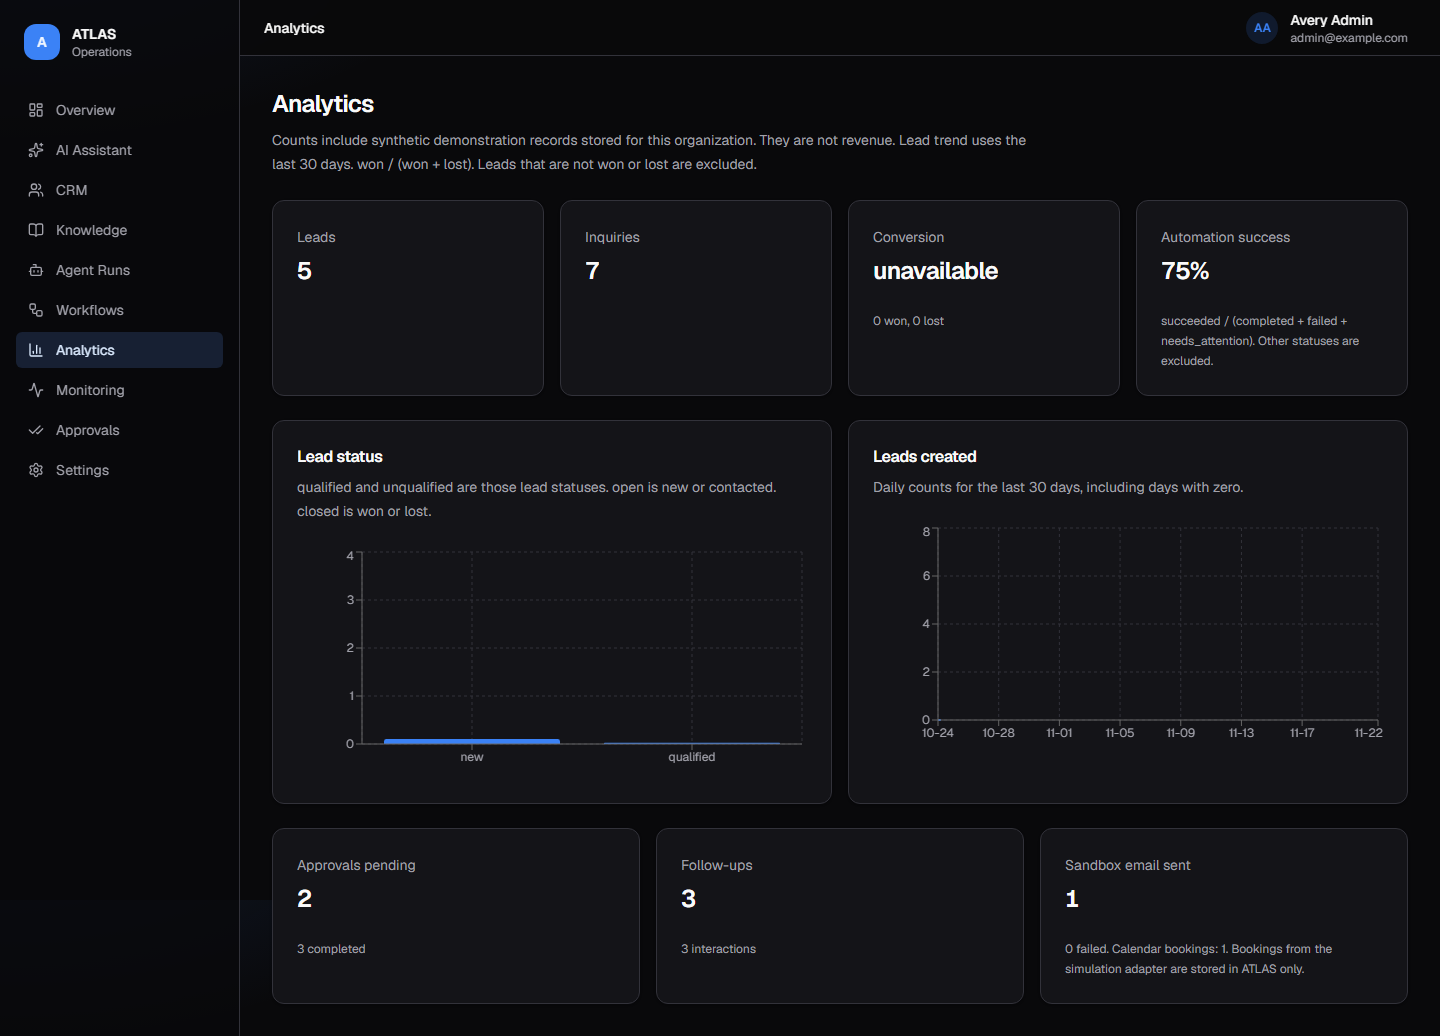 A
ATLAS
Operations
Overview
AI Assistant
CRM
Knowledge
Agent Runs
Workflows
Analytics
Monitoring
Approvals
Settings
Analytics
AA
Avery Admin
admin@example.com
Analytics
Counts include synthetic demonstration records stored for this organization. They are not revenue. Lead trend uses the
last 30 days. won / (won + lost). Leads that are not won or lost are excluded.
Leads
5
Inquiries
7
Conversion
unavailable
0 won, 0 lost
Automation success
75%
succeeded / (completed + failed +
needs_attention). Other statuses are
excluded.
Lead status
qualified and unqualified are those lead statuses. open is new or contacted.
closed is won or lost.
4
3
2
1
0
new
qualified
Leads created
Daily counts for the last 30 days, including days with zero.
8
6
4
2
0
10-24
10-28
11-01
11-05
11-09
11-13
11-17
11-22
Approvals pending
2
3 completed
Follow-ups
3
3 interactions
Sandbox email sent
1
0 failed. Calendar bookings: 1. Bookings from the
simulation adapter are stored in ATLAS only.